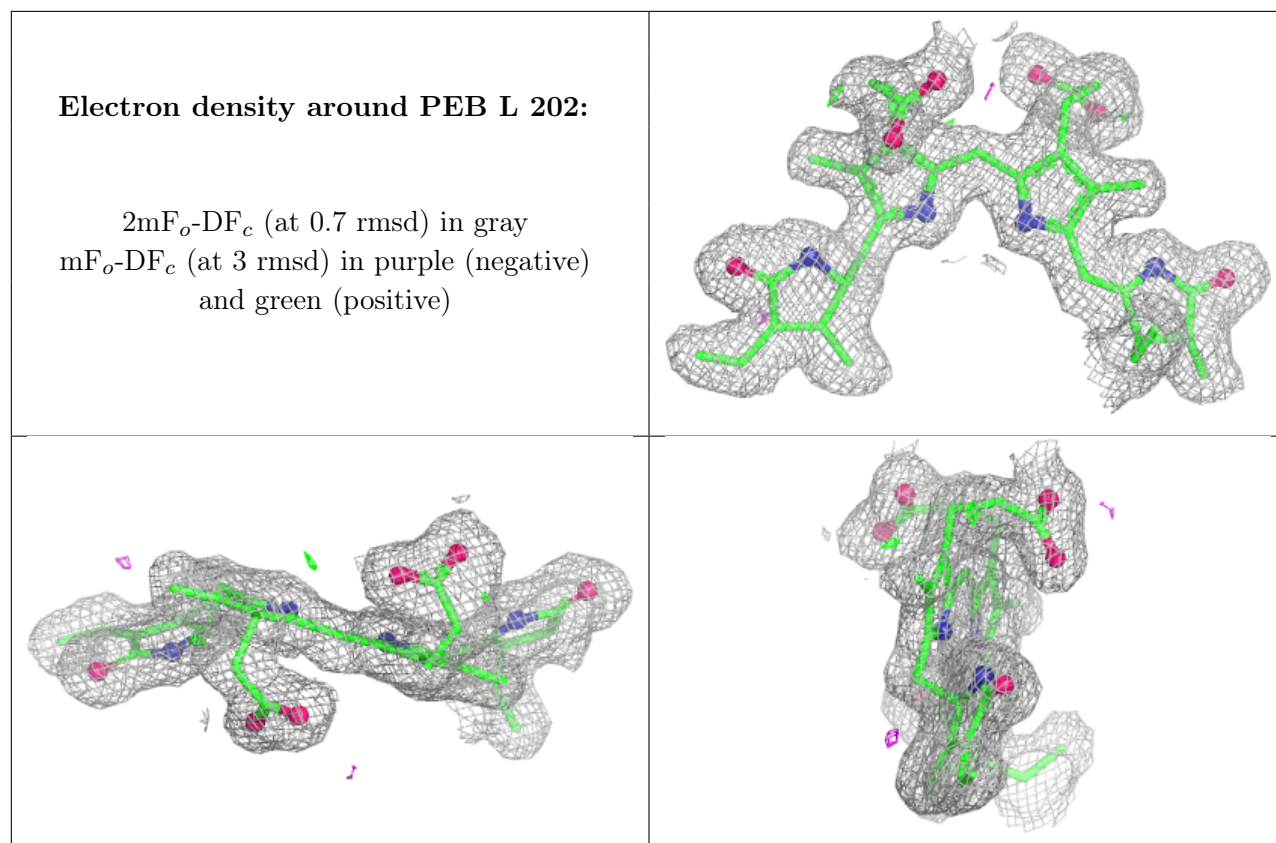 Electron density around PEB L 202:
2mFo-DFc (at 0.7 rmsd) in gray
mFo-DFc (at 3 rmsd) in purple (negative)
and green (positive)